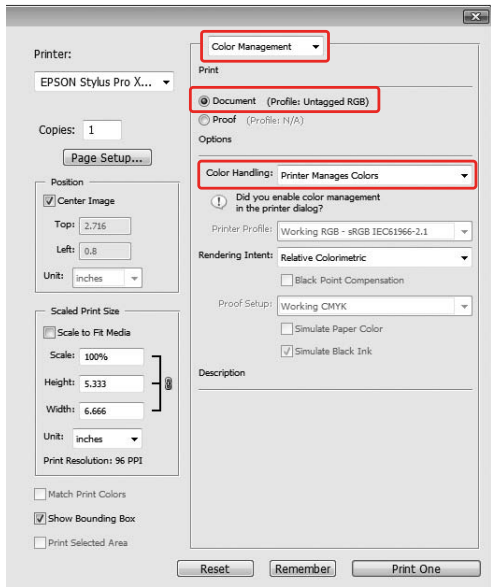 Printer:
EPSON Stylus Pro X...
Copies: 1
Page Setup...
Position
Center Image
Top: 2.716
Left: 0.8
Unit: inches
Scaled Print Size
Scale to Fit Media
Scale: 100%
Height: 5.333
Width: 6.666
Unit: inches
Print Resolution: 96 PPI
Match Print Colors
Show Bounding Box
Print Selected Area
Color Management
Print
Document (Profile: Untagged RGB)
Proof (Profile: N/A)
Options
Color Handling: Printer Manages Colors
Did you enable color management
in the printer dialog?
Printer Profile: Working RGB - sRGB IEC61966-2.1
Rendering Intent: Relative Colorimetric
Black Point Compensation
Proof Setup: Working CMYK
Simulate Paper Color
Simulate Black Ink
Description
Reset Remember Print One